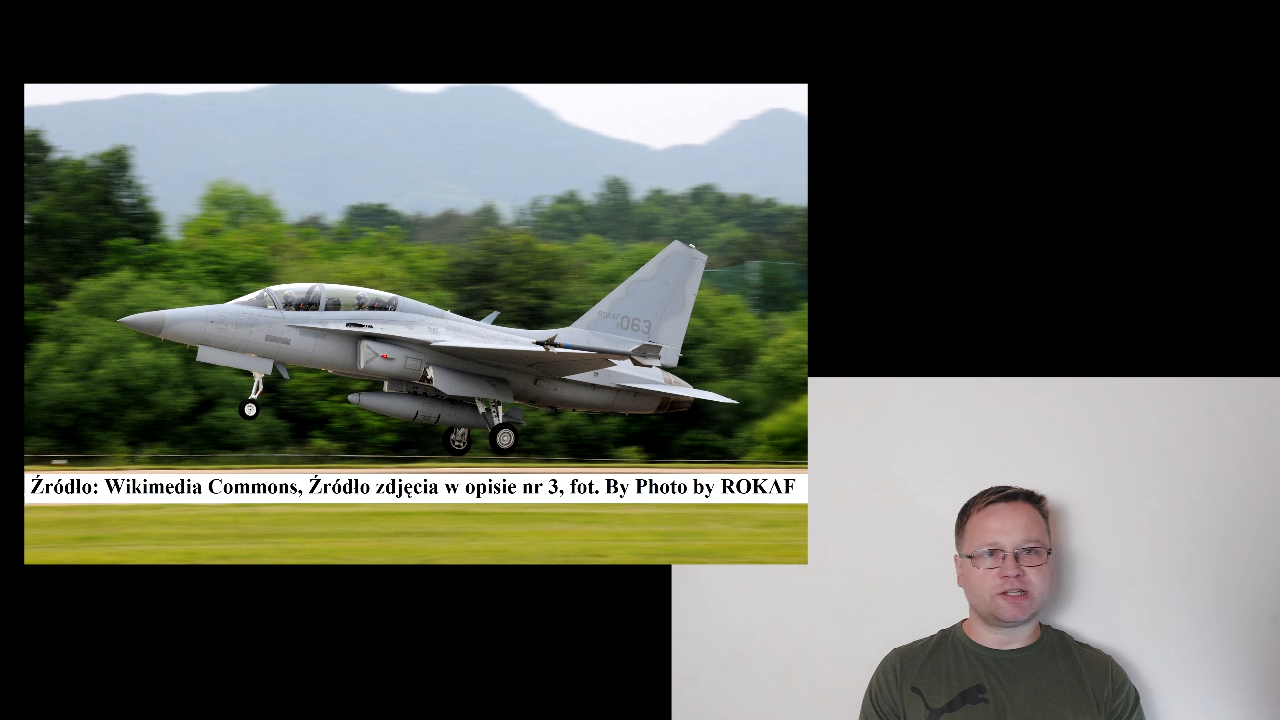 ROKAF
063
Źródło: Wikimedia Commons, Źródło zdjęcia w opisie nr 3, fot. By Photo by ROKAF